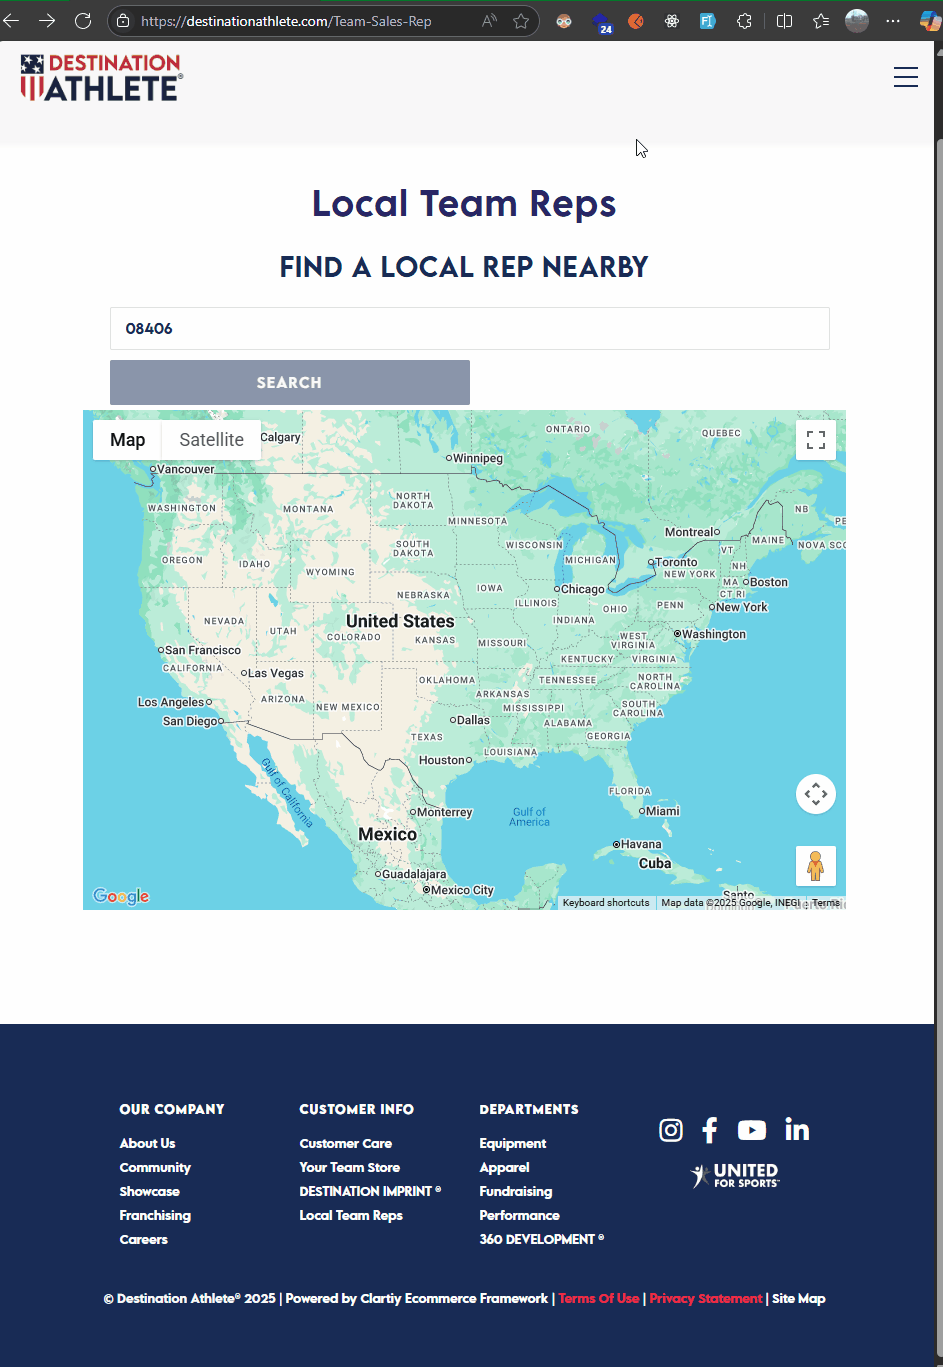 https://destinationathlete.com/Team-Sales-Rep
24
DESTINATION
ATHLETE®
Local Team Reps
FIND A LOCAL REP NEARBY
08406
SEARCH
Map
Satellite
Calgary
ONTARIO
QUEBEC
Winnipeg
Vancouver
WASHINGTON
MONTANA
NORTH
DAKOTA
MINNESOTA
NB
PE
Montreal
MAINE
NOVA SCO
OREGON
IDAHO
SOUTH
DAKOTA
WISCONSIN
MICHIGAN
Toronto
VT
NH
WYOMING
NEW YORK
MA
Boston
CT RI
IOWA
Chicago
NEBRASKA
ILLINOIS
OHIO
PENN
New York
NEVADA
UTAH
United States
COLORADO
KANSAS
INDIANA
MISSOURI
WEST
VIRGINIA
Washington
San Francisco
CALIFORNIA
Las Vegas
KENTUCKY
VIRGINIA
OKLAHOMA
TENNESSEE
NORTH
CAROLINA
Los Angeles
ARIZONA
NEW MEXICO
ARKANSAS
MISSISSIPPI
SOUTH
CAROLINA
San Diego
Dallas
ALABAMA
TEXAS
GEORGIA
LOUISIANA
Houston
Gulf of California
FLORIDA
Monterrey
Gulf of
America
Miami
Mexico
Havana
Cuba
Guadalajara
Mexico City
Google
Keyboard shortcuts
Map data ©2025 Google, INEGI
Terms
OUR COMPANY
About Us
Community
Showcase
Franchising
Careers
CUSTOMER INFO
Customer Care
Your Team Store
DESTINATION IMPRINT ®
Local Team Reps
DEPARTMENTS
Equipment
Apparel
Fundraising
Performance
360 DEVELOPMENT ®
UNITED
FOR SPORTS™
© Destination Athlete® 2025 | Powered by Clartiy Ecommerce Framework | Terms Of Use | Privacy Statement | Site Map